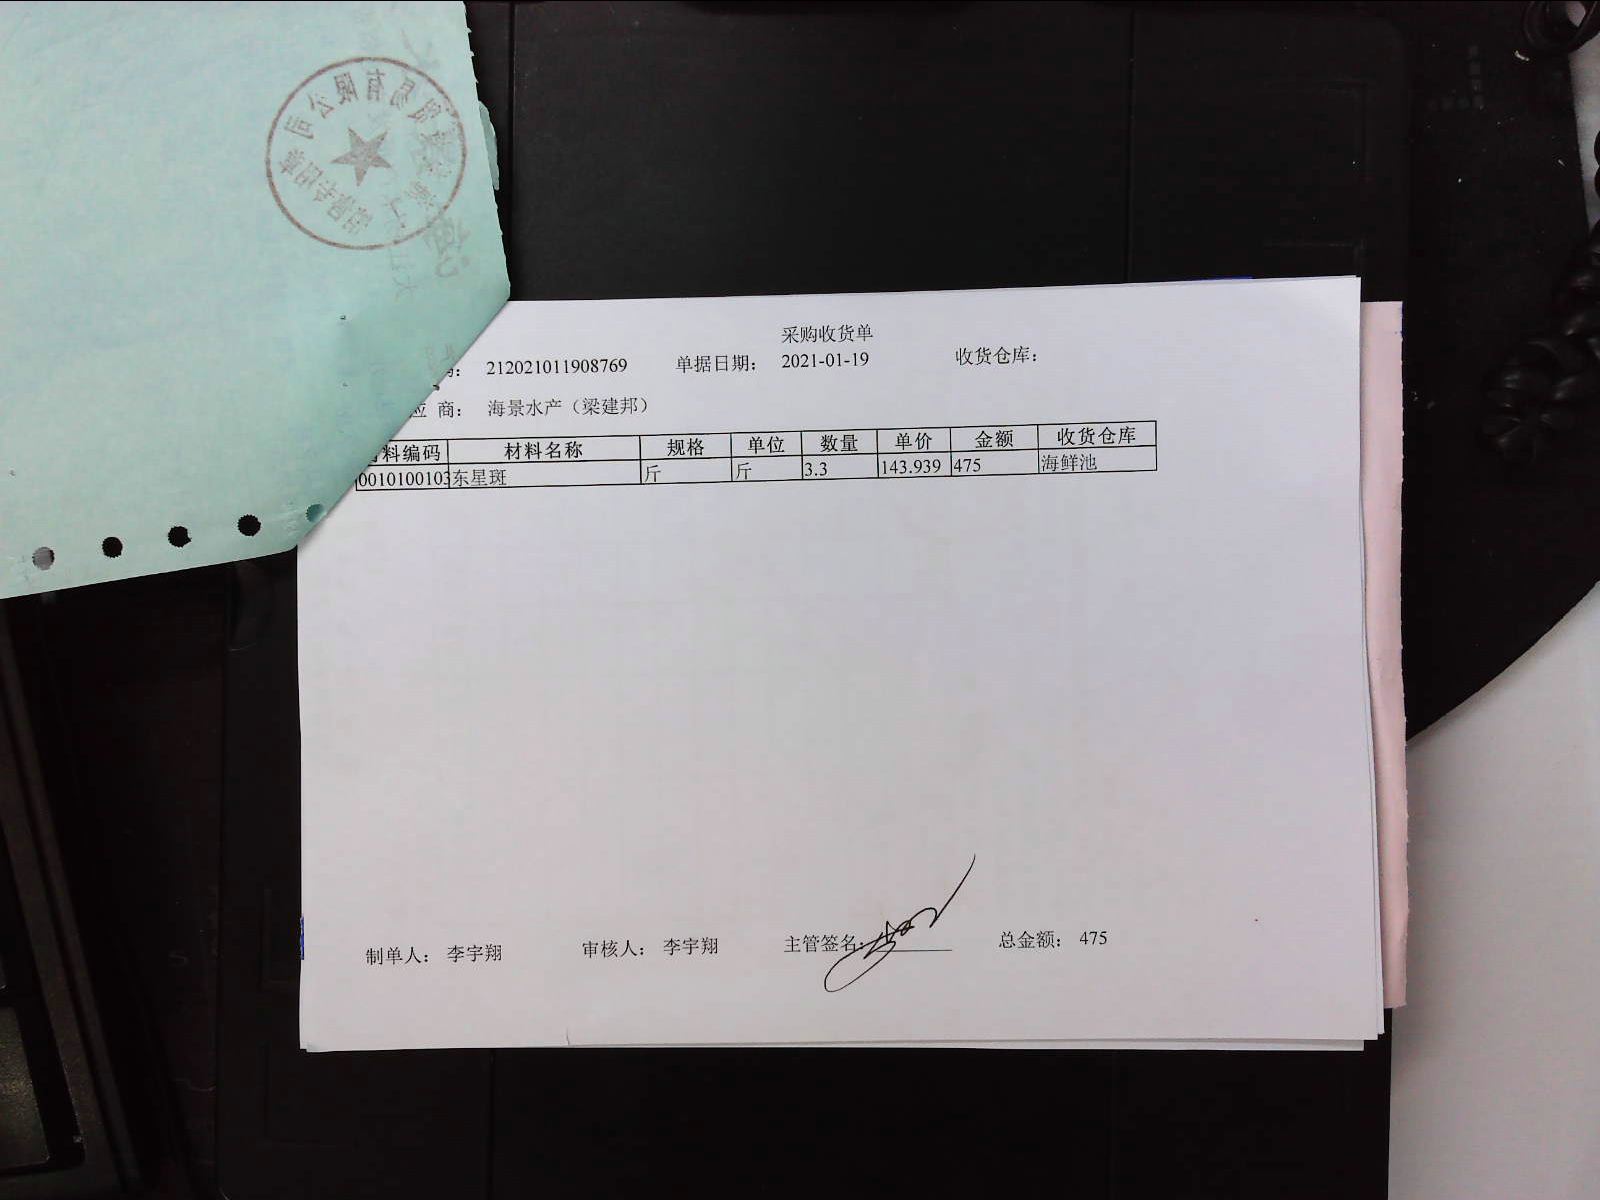 采购收货单
212021011908769 单据日期: 2021-01-19 收货仓库:
应 商: 海景水产（梁建邦）
料编码 材料名称 规格 单位 数量 单价 金额 收货仓库
0010100103 东星斑 斤 斤 3.3 143.939 475 海鲜池
制单人: 李宇翔 审核人: 李宇翔 主管签名: 总金额: 475